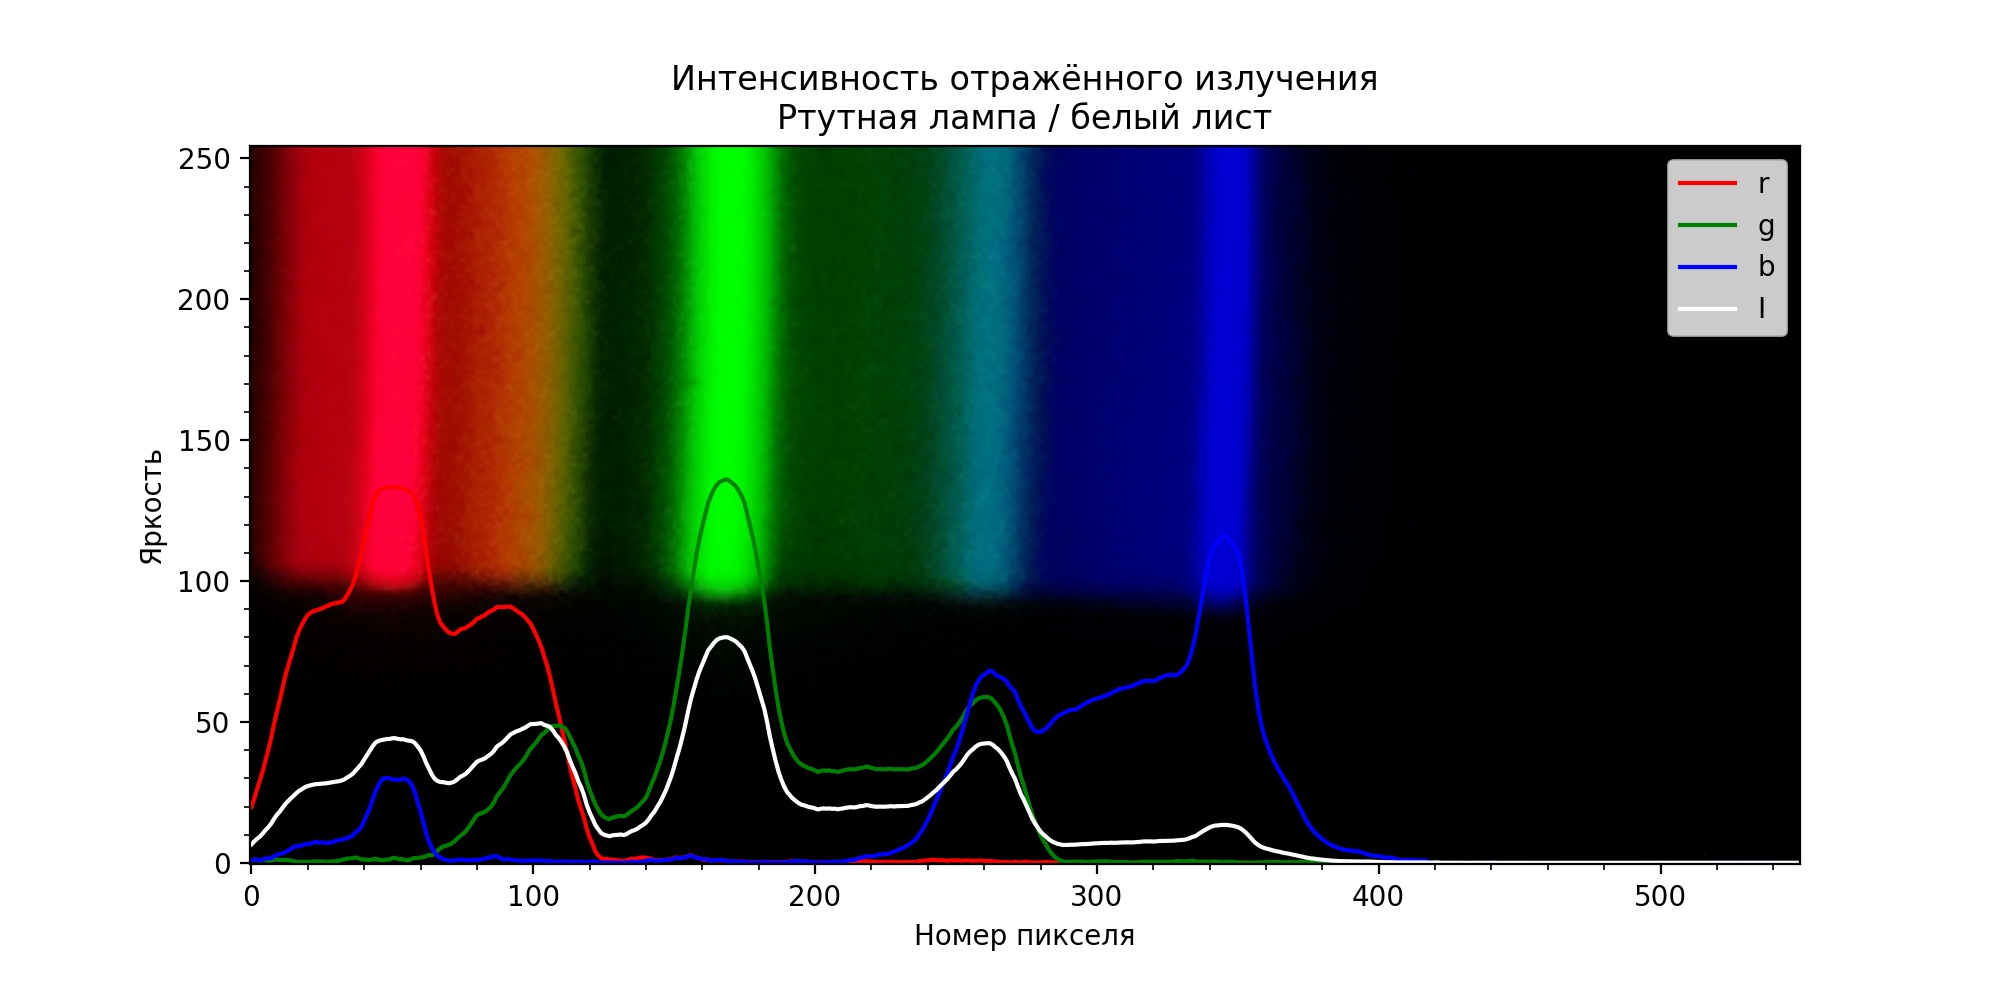 Интенсивность отражённого излучения
Ртутная лампа / белый лист
250
200
150
100
50
0
Яркость
r
g
b
l
0 100 200 300 400 500
Номер пикселя